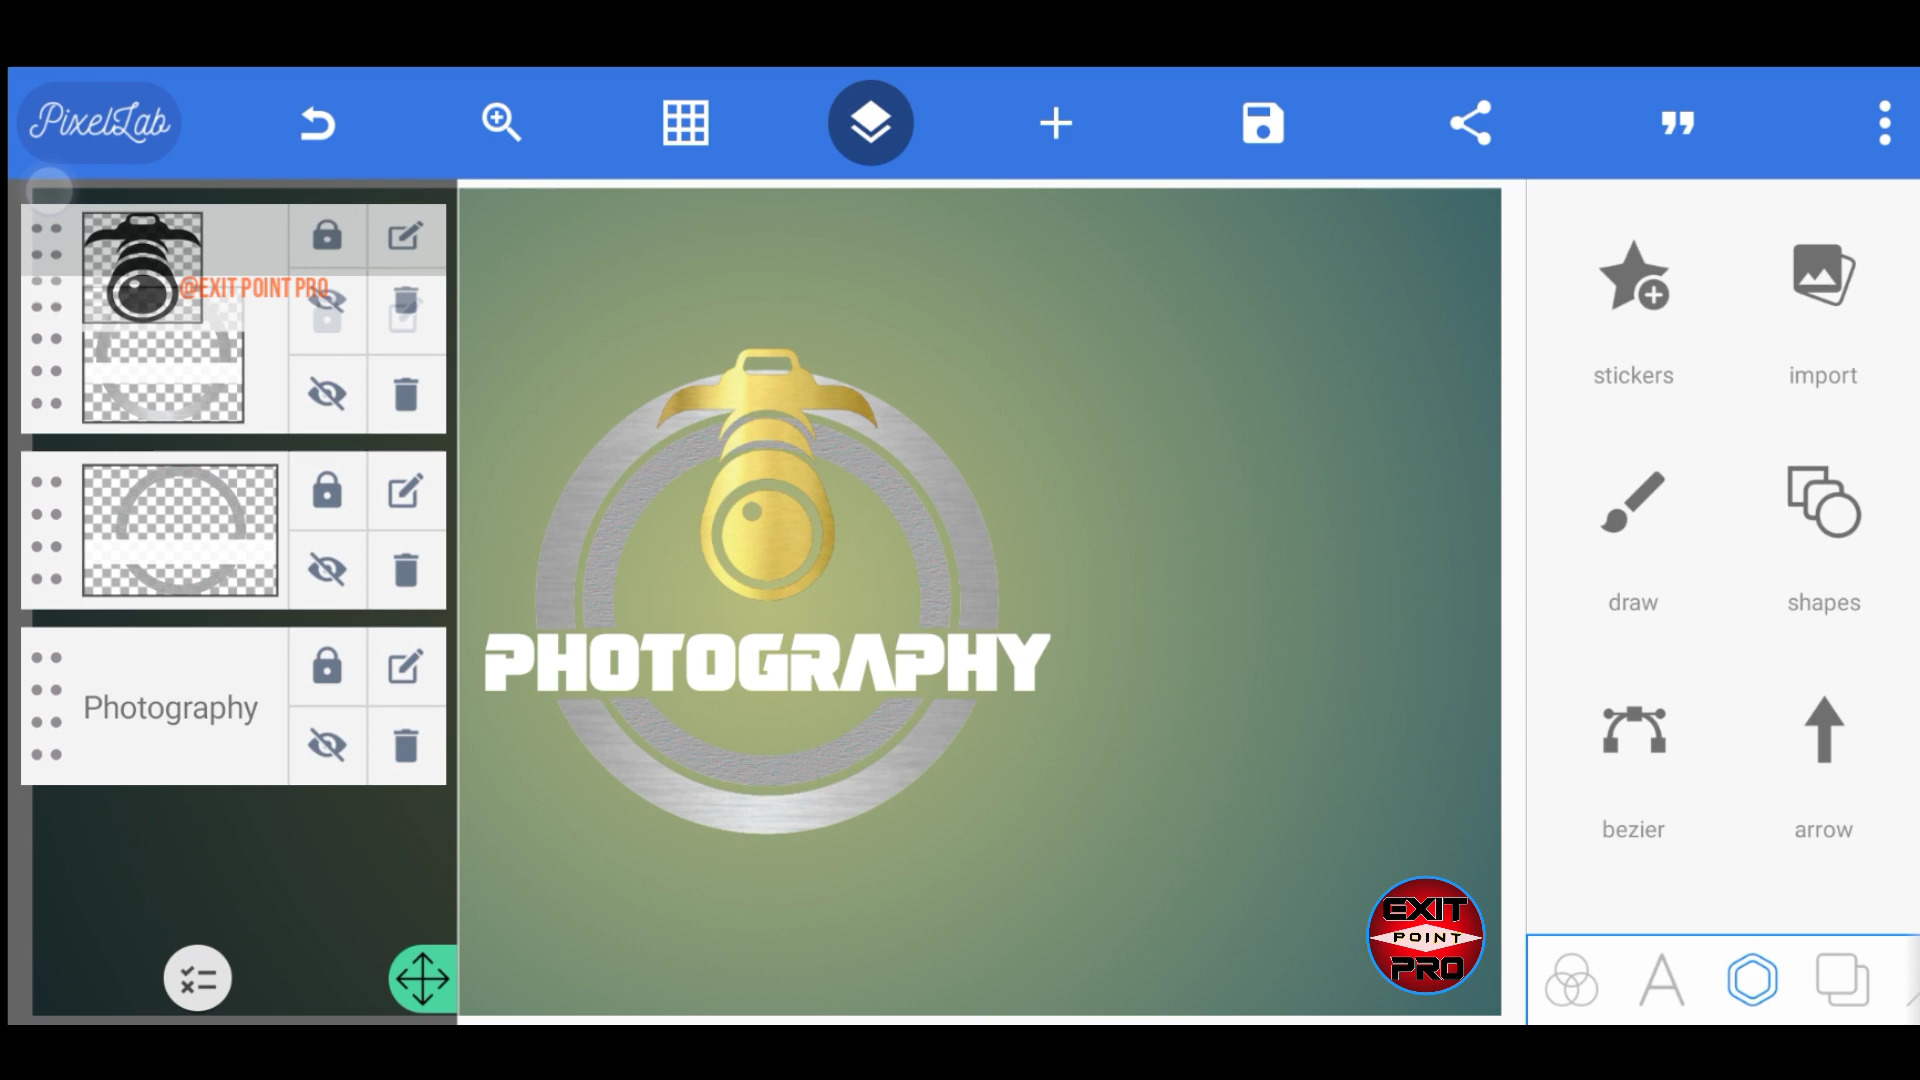 PixelLab
@EXIT POINT PRO
Photography
PHOTOGRAPHY
stickers
import
draw
shapes
bezier
arrow
EXIT
POINT
PRO